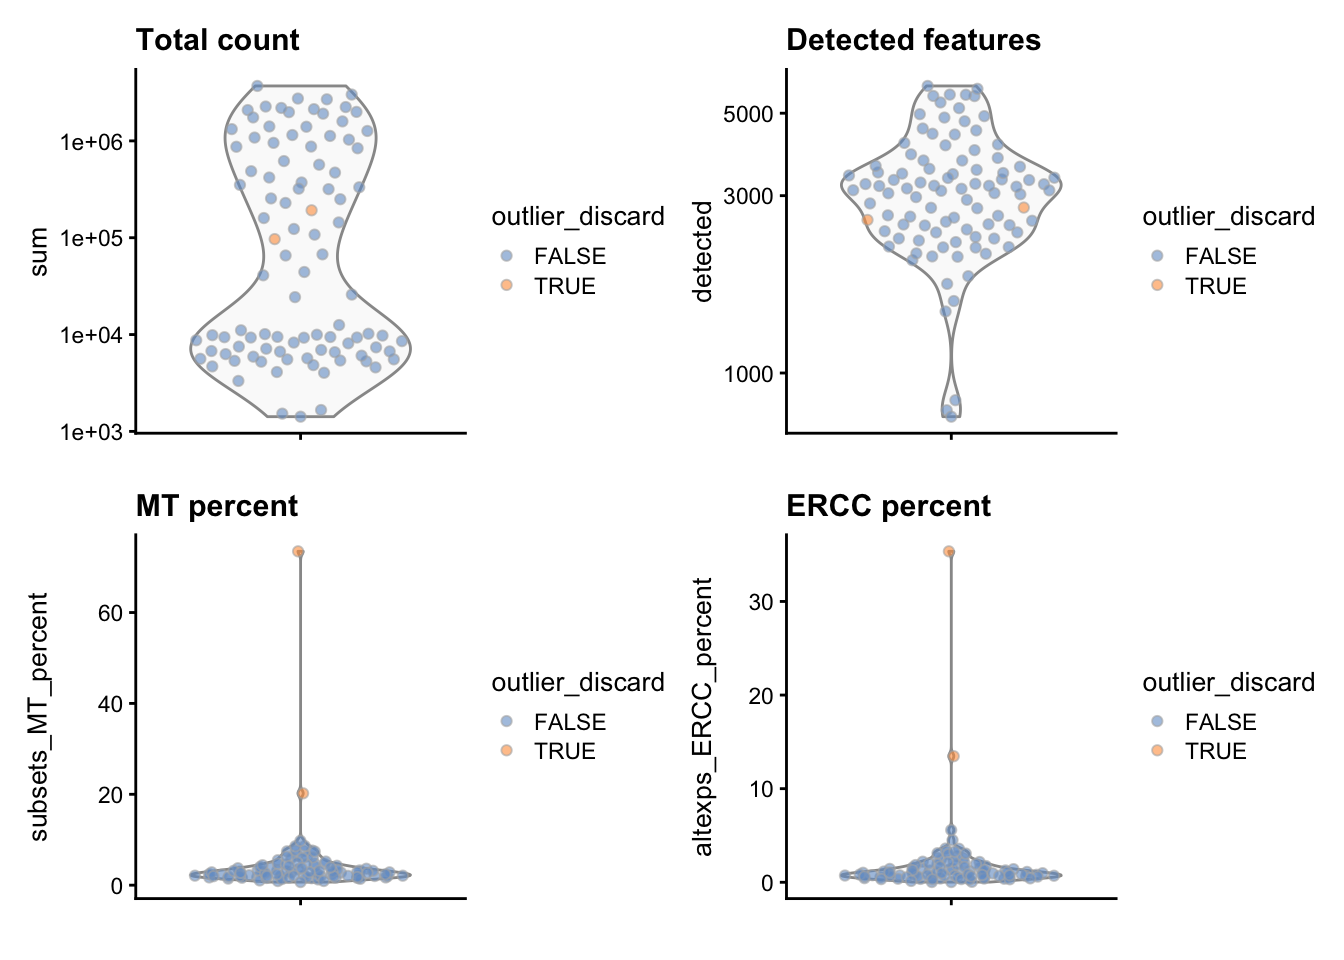 Total count
sum
1e+06
1e+05
1e+04
1e+03
outlier_discard
FALSE
TRUE
Detected features
detected
5000
3000
1000
outlier_discard
FALSE
TRUE
MT percent
subsets_MT_percent
60
40
20
0
outlier_discard
FALSE
TRUE
ERCC percent
altexps_ERCC_percent
30
20
10
0
outlier_discard
FALSE
TRUE